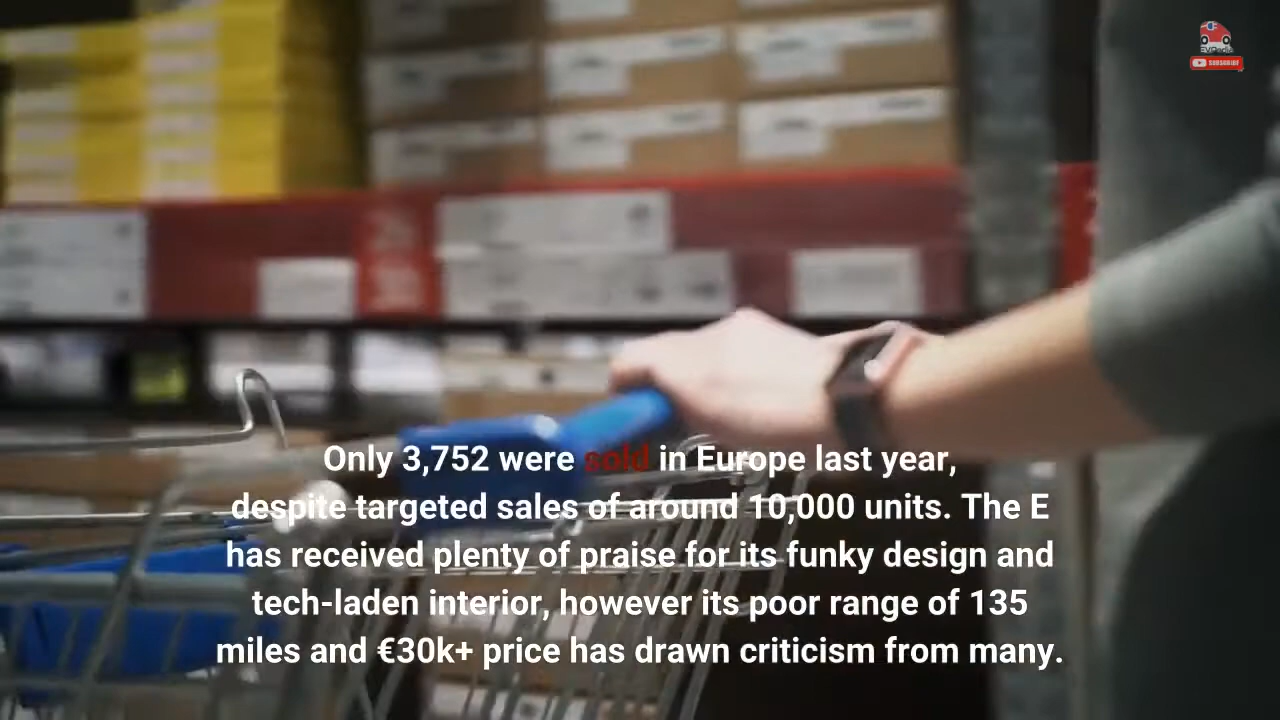 SUBSCRIBE
Only 3,752 were sold in Europe last year,
despite targeted sales of around 10,000 units. The E
has received plenty of praise for its funky design and
tech-laden interior, however its poor range of 135
miles and €30k+ price has drawn criticism from many.